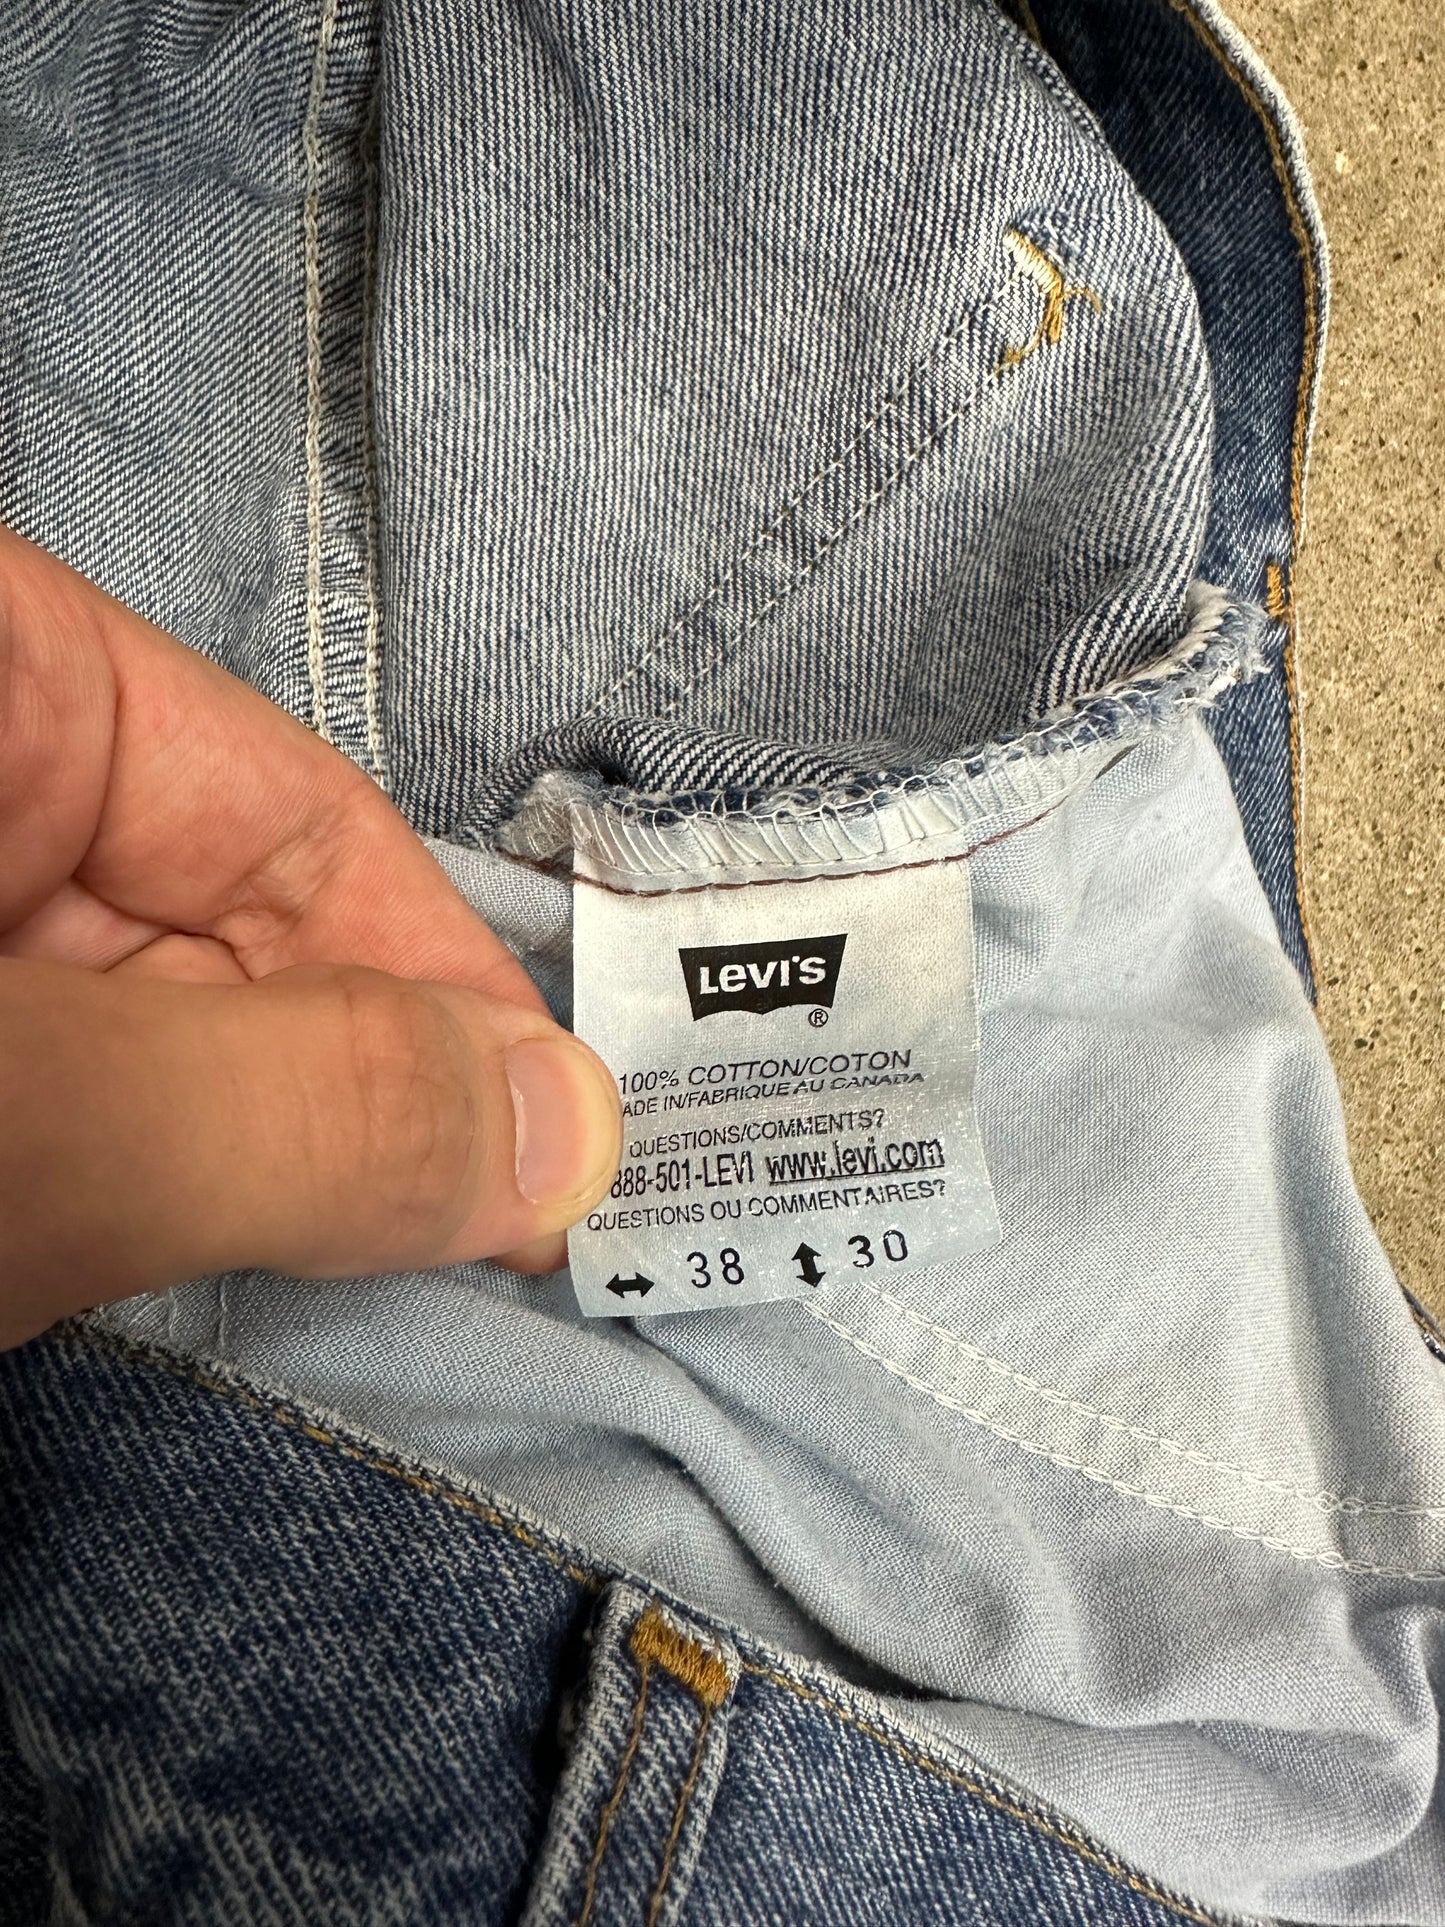 LEVI'S
®
100% COTTON/COTON
ADE IN/FABRIQUE AU CANADA
QUESTIONS/COMMENTS?
888-501-LEVI www.levi.com
QUESTIONS OU COMMENTAIRES?
↔ 38 ↕ 30